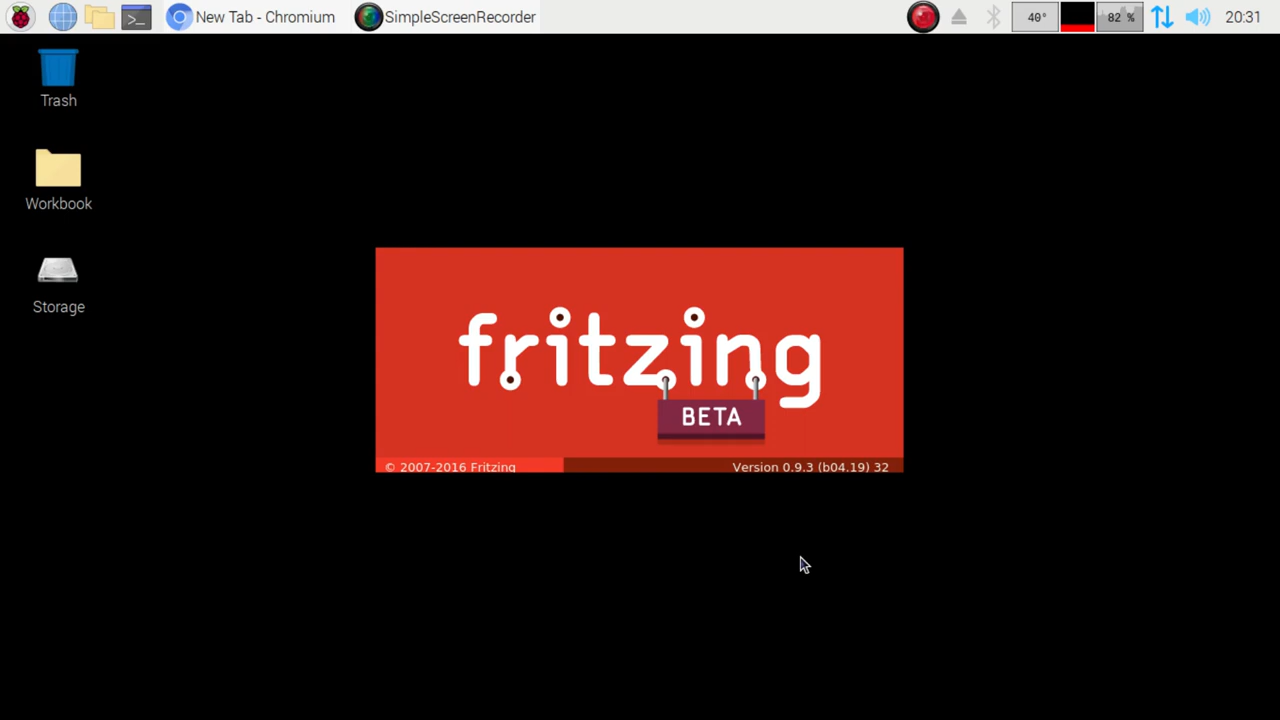 New Tab - Chromium
SimpleScreenRecorder
40°
82 %
20:31
Trash
Workbook
Storage
fritzing
BETA
© 2007-2016 Fritzing
Version 0.9.3 (b04.19) 32